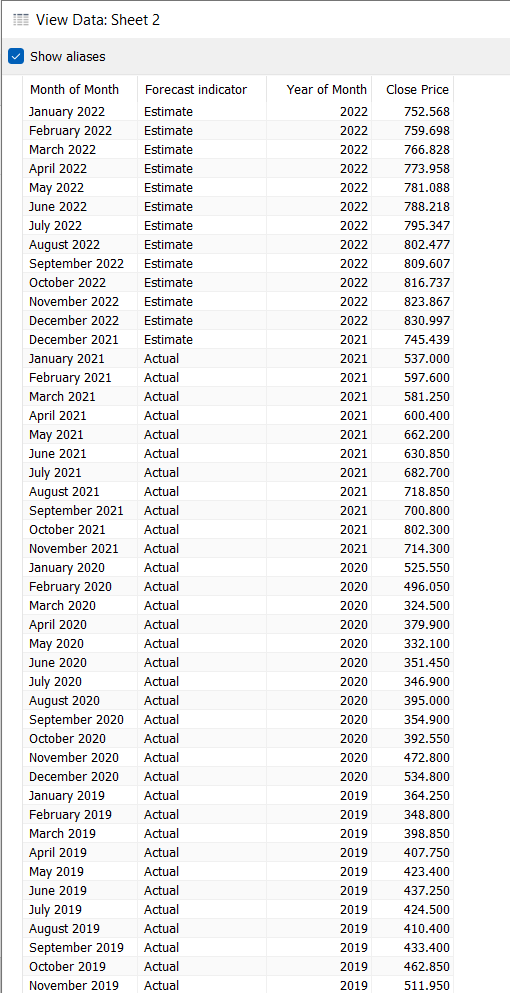 View Data: Sheet 2
Show aliases
Month of Month Forecast indicator Year of Month Close Price
January 2022 Estimate 2022 752.568
February 2022 Estimate 2022 759.698
March 2022 Estimate 2022 766.828
April 2022 Estimate 2022 773.958
May 2022 Estimate 2022 781.088
June 2022 Estimate 2022 788.218
July 2022 Estimate 2022 795.347
August 2022 Estimate 2022 802.477
September 2022 Estimate 2022 809.607
October 2022 Estimate 2022 816.737
November 2022 Estimate 2022 823.867
December 2022 Estimate 2022 830.997
December 2021 Estimate 2021 745.439
January 2021 Actual 2021 537.000
February 2021 Actual 2021 597.600
March 2021 Actual 2021 581.250
April 2021 Actual 2021 600.400
May 2021 Actual 2021 662.200
June 2021 Actual 2021 630.850
July 2021 Actual 2021 682.700
August 2021 Actual 2021 718.850
September 2021 Actual 2021 700.800
October 2021 Actual 2021 802.300
November 2021 Actual 2021 714.300
January 2020 Actual 2020 525.550
February 2020 Actual 2020 496.050
March 2020 Actual 2020 324.500
April 2020 Actual 2020 379.900
May 2020 Actual 2020 332.100
June 2020 Actual 2020 351.450
July 2020 Actual 2020 346.900
August 2020 Actual 2020 395.000
September 2020 Actual 2020 354.900
October 2020 Actual 2020 392.550
November 2020 Actual 2020 472.800
December 2020 Actual 2020 534.800
January 2019 Actual 2019 364.250
February 2019 Actual 2019 348.800
March 2019 Actual 2019 398.850
April 2019 Actual 2019 407.750
May 2019 Actual 2019 423.400
June 2019 Actual 2019 437.250
July 2019 Actual 2019 424.500
August 2019 Actual 2019 410.400
September 2019 Actual 2019 433.400
October 2019 Actual 2019 462.850
November 2019 Actual 2019 511.950